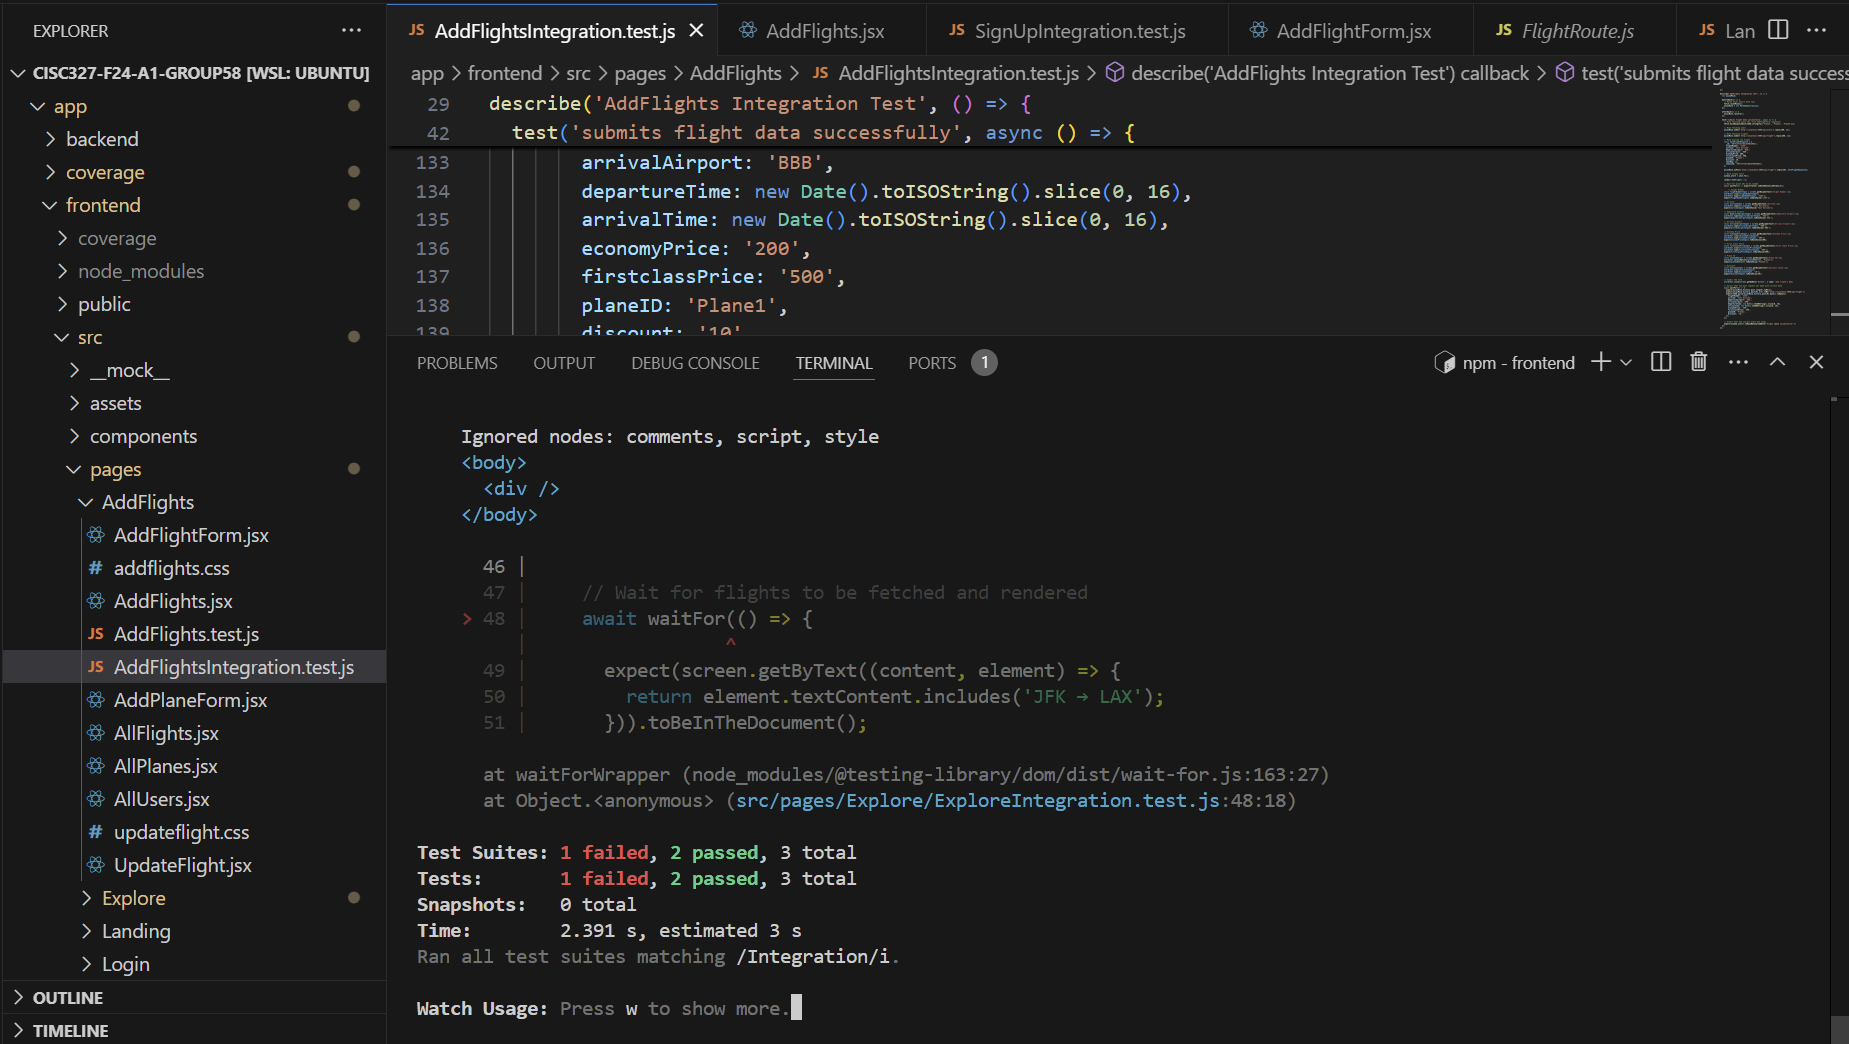 EXPLORER
CISC327-F24-A1-GROUP58 [WSL: UBUNTU]
app
backend
coverage
frontend
coverage
node_modules
public
src
__mock__
assets
components
pages
AddFlights
AddFlightForm.jsx
# addflights.css
AddFlights.jsx
JS AddFlights.test.js
JS AddFlightsIntegration.test.js
AddPlaneForm.jsx
AllFlights.jsx
AllPlanes.jsx
AllUsers.jsx
# updateflight.css
UpdateFlight.jsx
Explore
Landing
Login
OUTLINE
TIMELINE
JS AddFlightsIntegration.test.js AddFlights.jsx JS SignUpIntegration.test.js AddFlightForm.jsx JS FlightRoute.js JS Lan
app > frontend > src > pages > AddFlights > JS AddFlightsIntegration.test.js > describe('AddFlights Integration Test') callback > test('submits flight data success
29 describe('AddFlights Integration Test', () => {
42 test('submits flight data successfully', async () => {
133 arrivalAirport: 'BBB',
134 departureTime: new Date().toISOString().slice(0, 16),
135 arrivalTime: new Date().toISOString().slice(0, 16),
136 economyPrice: '200',
137 firstclassPrice: '500',
138 planeID: 'Plane1',
139 discount: '10'
PROBLEMS OUTPUT DEBUG CONSOLE TERMINAL PORTS 1 npm - frontend
Ignored nodes: comments, script, style
<body>
<div />
</body>
46 |
47 | // Wait for flights to be fetched and rendered
> 48 | await waitFor(() => {
| ^
49 | expect(screen.getByText((content, element) => {
50 | return element.textContent.includes('JFK → LAX');
51 | })).toBeInTheDocument();
at waitForWrapper (node_modules/@testing-library/dom/dist/wait-for.js:163:27)
at Object.<anonymous> (src/pages/Explore/ExploreIntegration.test.js:48:18)
Test Suites: 1 failed, 2 passed, 3 total
Tests: 1 failed, 2 passed, 3 total
Snapshots: 0 total
Time: 2.391 s, estimated 3 s
Ran all test suites matching /Integration/i.
Watch Usage: Press w to show more.